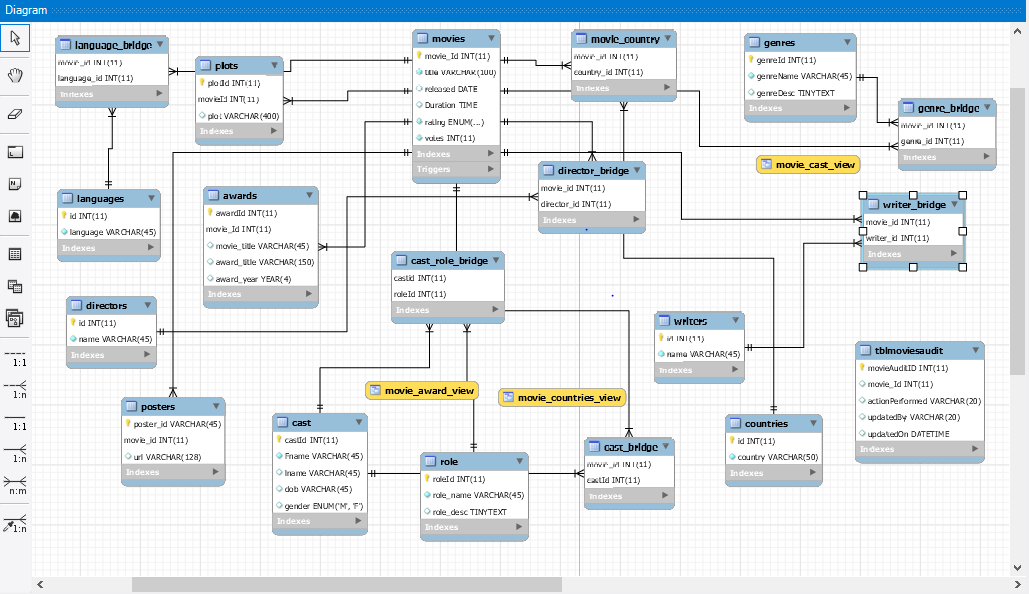 Diagram
language_bridge
movie_id INT(11)
language_id INT(11)
Indexes
plots
plotId INT(11)
movieId INT(11)
plot VARCHAR(400)
Indexes
movies
movie_Id INT(11)
title VARCHAR(100)
released DATE
Duration TIME
rating ENUM(...)
votes INT(11)
Indexes
Triggers
movie_country
movie_id INT(11)
country_id INT(11)
Indexes
genres
genreId INT(11)
genreName VARCHAR(45)
genreDesc TINYTEXT
Indexes
genre_bridge
movie_id INT(11)
genre_id INT(11)
Indexes
movie_cast_view
languages
id INT(11)
language VARCHAR(45)
Indexes
awards
awardId INT(11)
movie_Id INT(11)
movie_title VARCHAR(45)
award_title VARCHAR(150)
award_year YEAR(4)
Indexes
director_bridge
movie_id INT(11)
director_id INT(11)
Indexes
writer_bridge
movie_id INT(11)
writer_id INT(11)
Indexes
cast_role_bridge
castId INT(11)
roleId INT(11)
Indexes
directors
id INT(11)
name VARCHAR(45)
Indexes
writers
id INT(11)
name VARCHAR(45)
Indexes
tblmoviesaudit
movieAuditID INT(11)
movie_Id INT(11)
actionPerformed VARCHAR(20)
updatedBy VARCHAR(20)
updatedOn DATETIME
Indexes
movie_award_view
movie_countries_view
posters
poster_id VARCHAR(45)
movie_id INT(11)
url VARCHAR(128)
Indexes
cast
castId INT(11)
Fname VARCHAR(45)
lname VARCHAR(45)
dob VARCHAR(45)
gender ENUM('M', 'F')
Indexes
role
roleId INT(11)
role_name VARCHAR(45)
role_desc TINYTEXT
Indexes
cast_bridge
movie_id INT(11)
castId INT(11)
Indexes
countries
id INT(11)
country VARCHAR(50)
Indexes
1:1
1:n
1:1
1:n
n:m
1:n